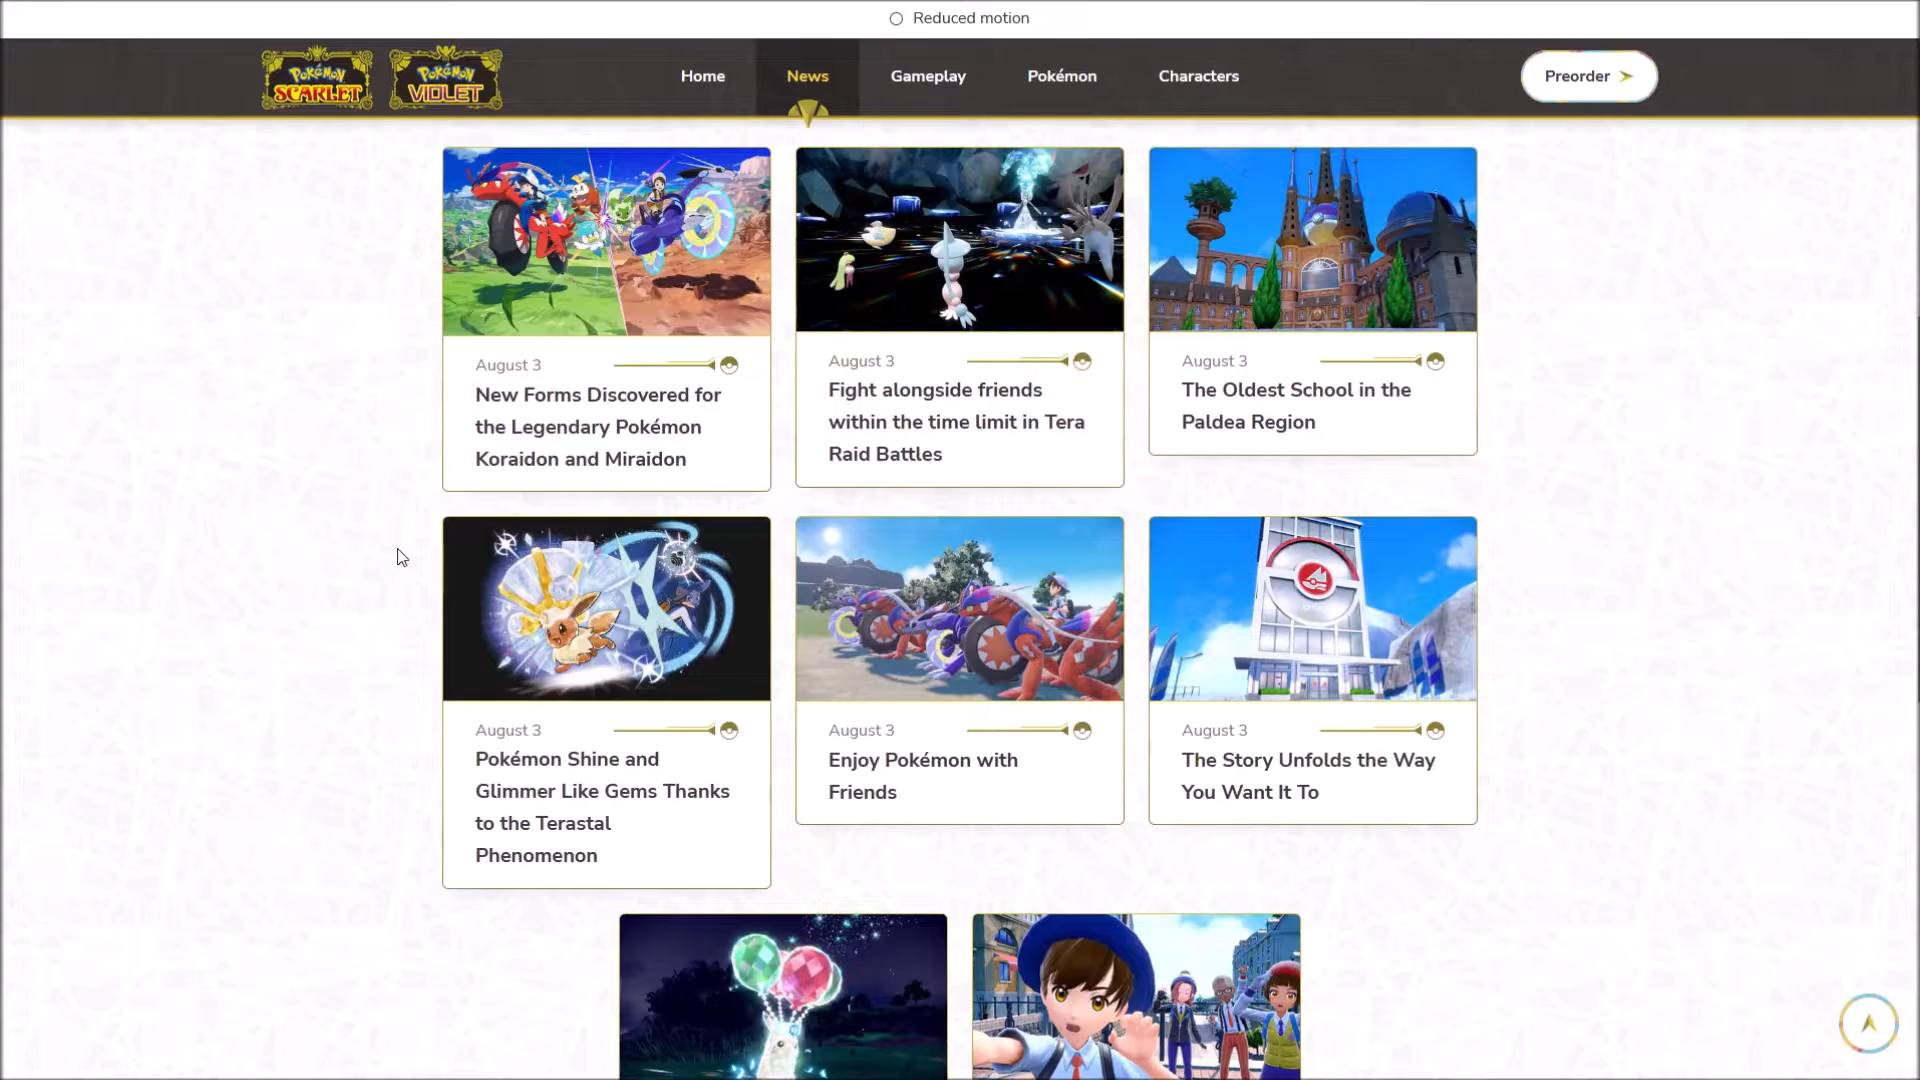 Reduced motion
POKÉMON SCARLET
POKÉMON VIOLET
Home
News
Gameplay
Pokémon
Characters
Preorder
August 3
New Forms Discovered for
the Legendary Pokémon
Koraidon and Miraidon
August 3
Fight alongside friends
within the time limit in Tera
Raid Battles
August 3
The Oldest School in the
Paldea Region
August 3
Pokémon Shine and
Glimmer Like Gems Thanks
to the Terastal
Phenomenon
August 3
Enjoy Pokémon with
Friends
August 3
The Story Unfolds the Way
You Want It To